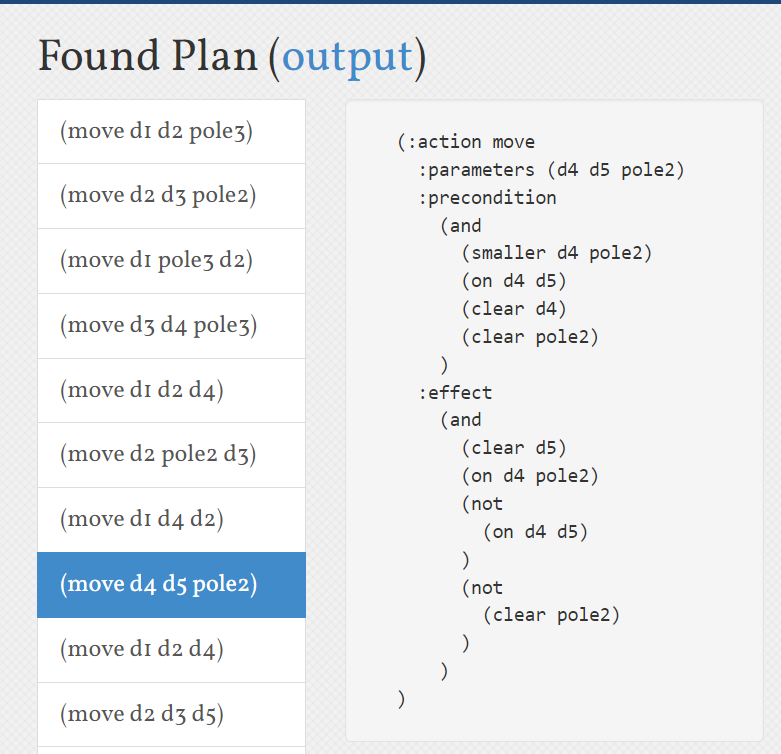 Found Plan (output)
(move d1 d2 pole3)
(move d2 d3 pole2)
(move d1 pole3 d2)
(move d3 d4 pole3)
(move d1 d2 d4)
(move d2 pole2 d3)
(move d1 d4 d2)
(move d4 d5 pole2)
(move d1 d2 d4)
(move d2 d3 d5)
(:action move
  :parameters (d4 d5 pole2)
  :precondition
    (and
      (smaller d4 pole2)
      (on d4 d5)
      (clear d4)
      (clear pole2)
    )
  :effect
    (and
      (clear d5)
      (on d4 pole2)
      (not
        (on d4 d5)
      )
      (not
        (clear pole2)
      )
    )
)